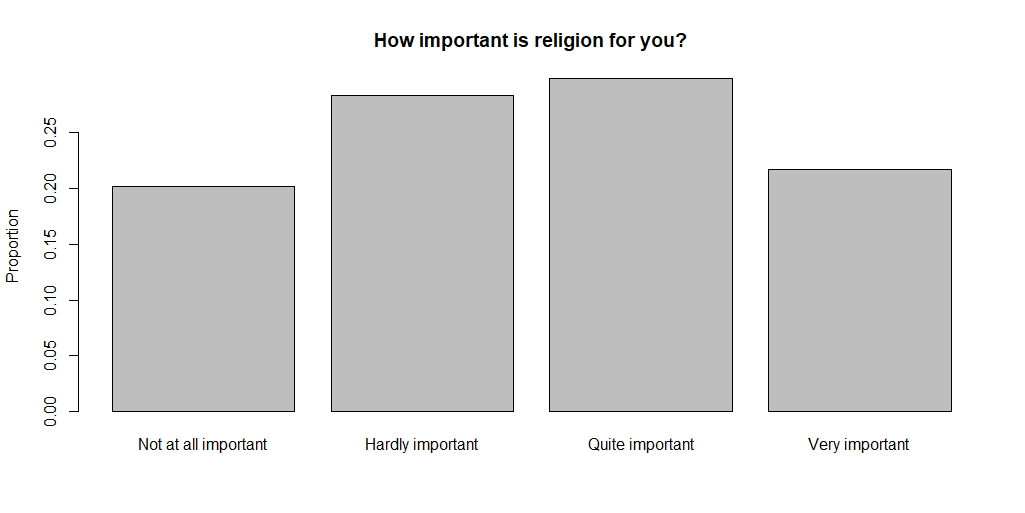 How important is religion for you?
Proportion
0.25
0.20
0.15
0.10
0.05
0.00
Not at all important
Hardly important
Quite important
Very important